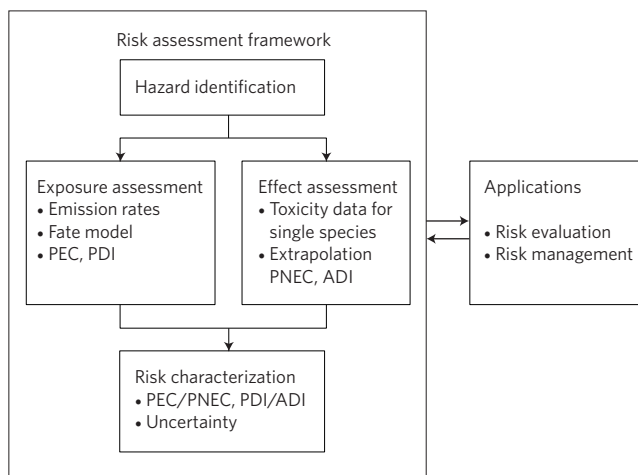 Risk assessment framework
Hazard identification
Exposure assessment
• Emission rates
• Fate model
• PEC, PDI
Effect assessment
• Toxicity data for
single species
• Extrapolation
PNEC, ADI
Applications
• Risk evaluation
• Risk management
Risk characterization
• PEC/PNEC, PDI/ADI
• Uncertainty